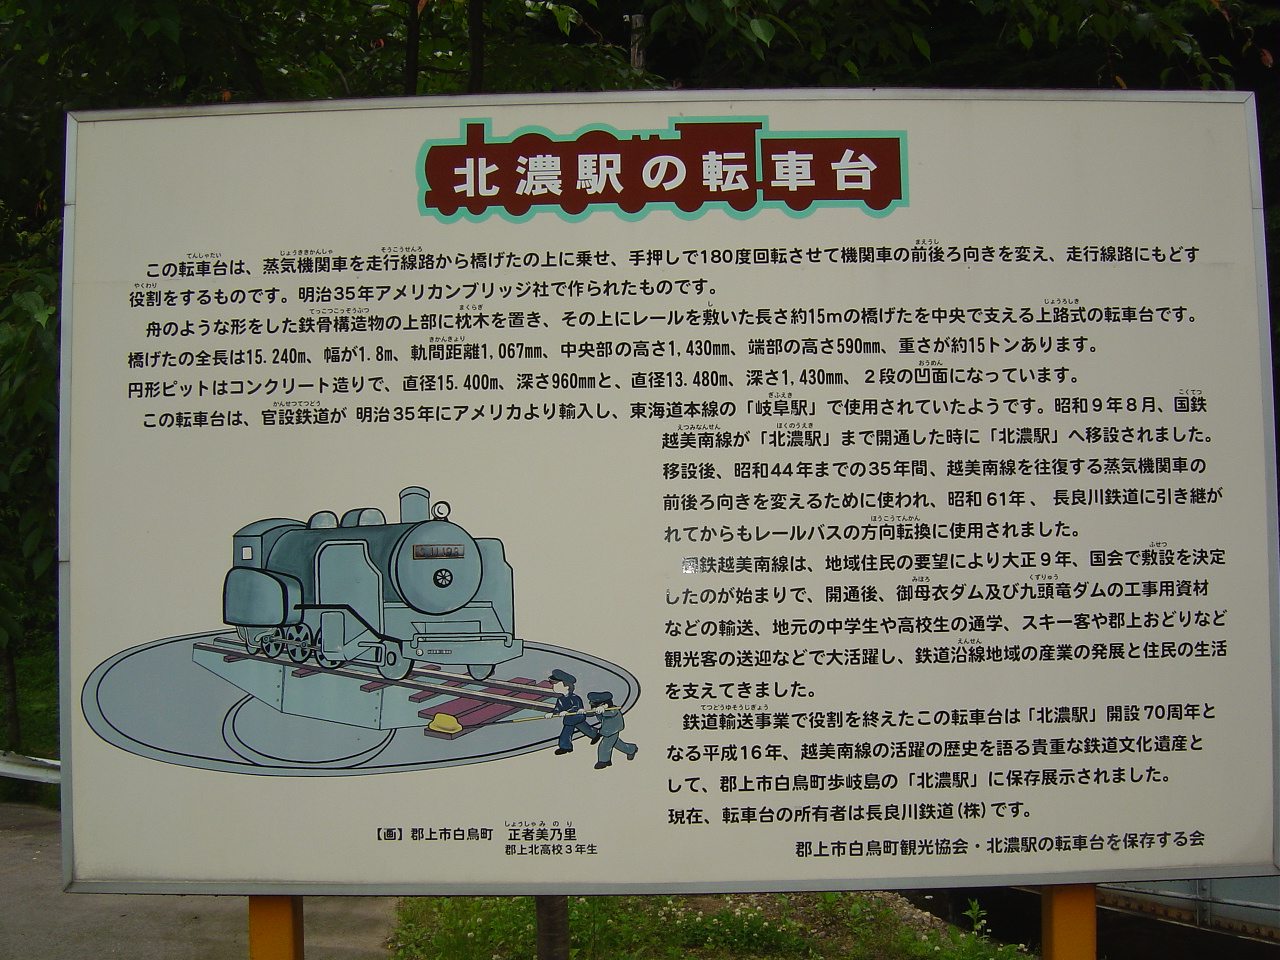 北濃駅の転車台
この転車台は、蒸気機関車を走行線路から橋げたの上に乗せ、手押しで180度回転させて機関車の前後ろ向きを変え、走行線路にもどす
役割をするものです。明治35年アメリカンブリッジ社で作られたものです。
舟のような形をした鉄骨構造物の上部に枕木を置き、その上にレールを敷いた長さ約15mの橋げたを中央で支える上路式の転車台です。
橋げたの全長は15.240m、幅が1.8m、軌間距離1,067mm、中央部の高さ1,430mm、端部の高さ590mm、重さが約15トンあります。
円形ピットはコンクリート造りで、直径15.400m、深さ960mmと、直径13.480m、深さ1,430mm、2段の凹面になっています。
この転車台は、官設鉄道が 明治35年にアメリカより輸入し、東海道本線の「岐阜駅」で使用されていたようです。昭和9年8月、国鉄
越美南線が「北濃駅」まで開通した時に「北濃駅」へ移設されました。
移設後、昭和44年までの35年間、越美南線を往復する蒸気機関車の
前後ろ向きを変えるために使われ、昭和61年、長良川鉄道に引き継が
れてからもレールバスの方向転換に使用されました。
国鉄越美南線は、地域住民の要望により大正9年、国会で敷設を決定
したのが始まりで、開通後、御母衣ダム及び九頭竜ダムの工事用資材
などの輸送、地元の中学生や高校生の通学、スキー客や郡上おどりなど
観光客の送迎などで大活躍し、鉄道沿線地域の産業の発展と住民の生活
を支えてきました。
鉄道輸送事業で役割を終えたこの転車台は「北濃駅」開設70周年と
なる平成16年、越美南線の活躍の歴史を語る貴重な鉄道文化遺産と
して、郡上市白鳥町歩岐島の「北濃駅」に保存展示されました。
現在、転車台の所有者は長良川鉄道(株)です。
【画】郡上市白鳥町 正者美乃里
郡上北高校3年生
郡上市白鳥町観光協会・北濃駅の転車台を保存する会